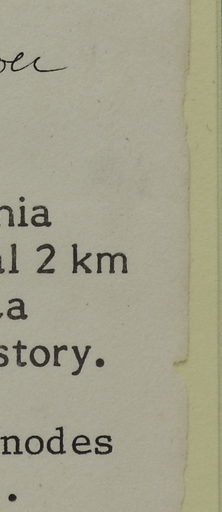 nia
al 2 km
ta
story.
nodes
.